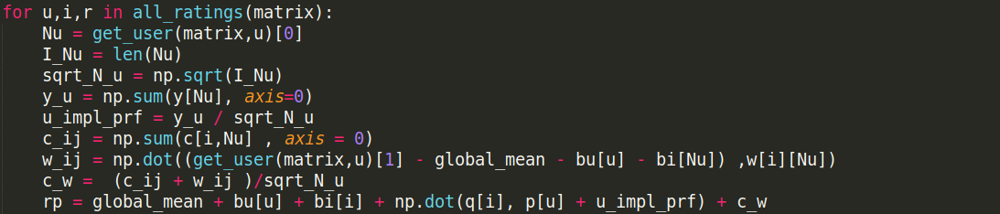 for u,i,r in all_ratings(matrix):
    Nu = get_user(matrix,u)[0]
    I_Nu = len(Nu)
    sqrt_N_u = np.sqrt(I_Nu)
    y_u = np.sum(y[Nu], axis=0)
    u_impl_prf = y_u / sqrt_N_u
    c_ij = np.sum(c[i,Nu] , axis = 0)
    w_ij = np.dot((get_user(matrix,u)[1] - global_mean - bu[u] - bi[Nu]) ,w[i][Nu])
    c_w =  (c_ij + w_ij )/sqrt_N_u
    rp = global_mean + bu[u] + bi[i] + np.dot(q[i], p[u] + u_impl_prf) + c_w